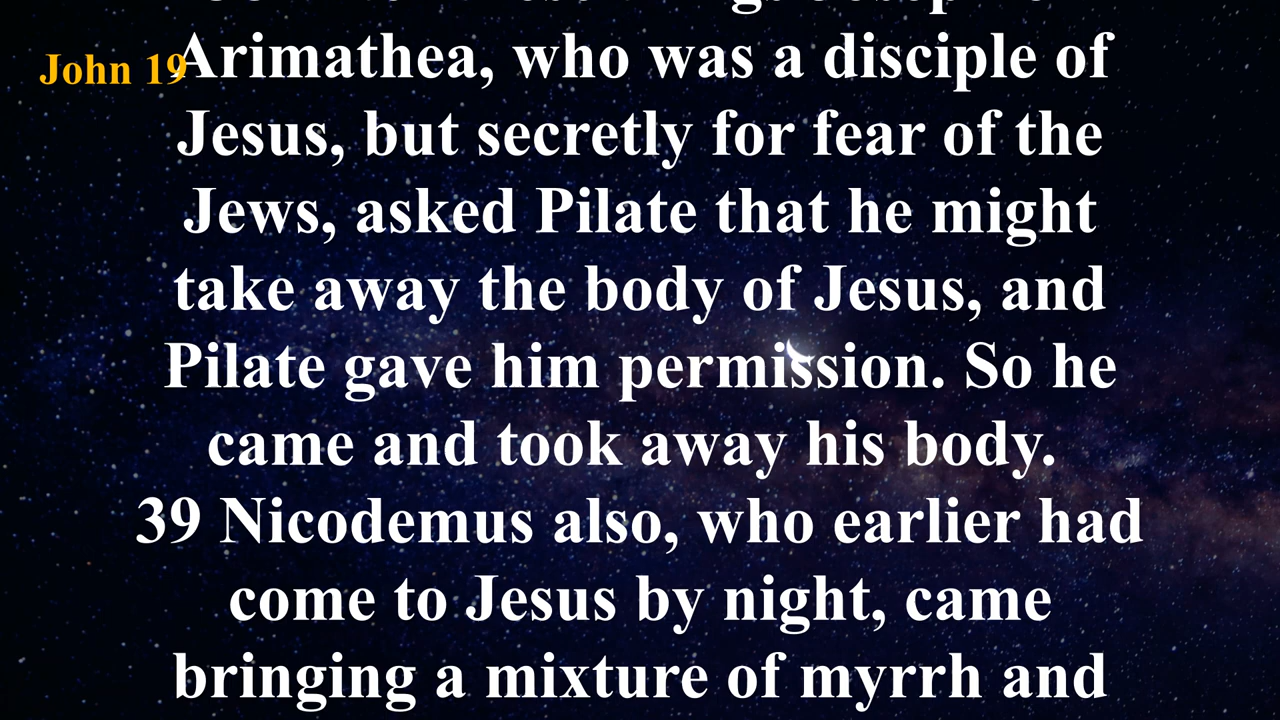 John 19
Arimathea, who was a disciple of
Jesus, but secretly for fear of the
Jews, asked Pilate that he might
take away the body of Jesus, and
Pilate gave him permission. So he
came and took away his body.
39 Nicodemus also, who earlier had
come to Jesus by night, came
bringing a mixture of myrrh and